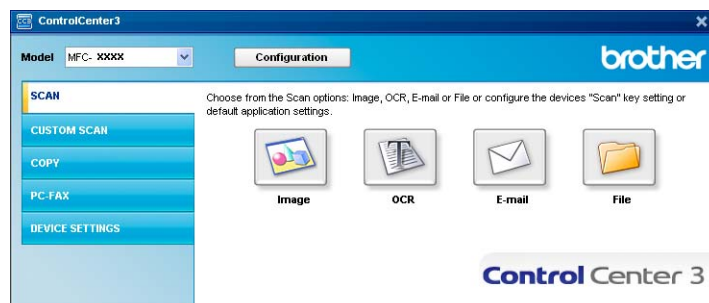 ControlCenter3
Model MFC- XXXX Configuration brother
SCAN
CUSTOM SCAN
COPY
PC-FAX
DEVICE SETTINGS
Choose from the Scan options: Image, OCR, E-mail or File or configure the devices "Scan" key setting or
default application settings.
Image OCR E-mail File
Control Center 3